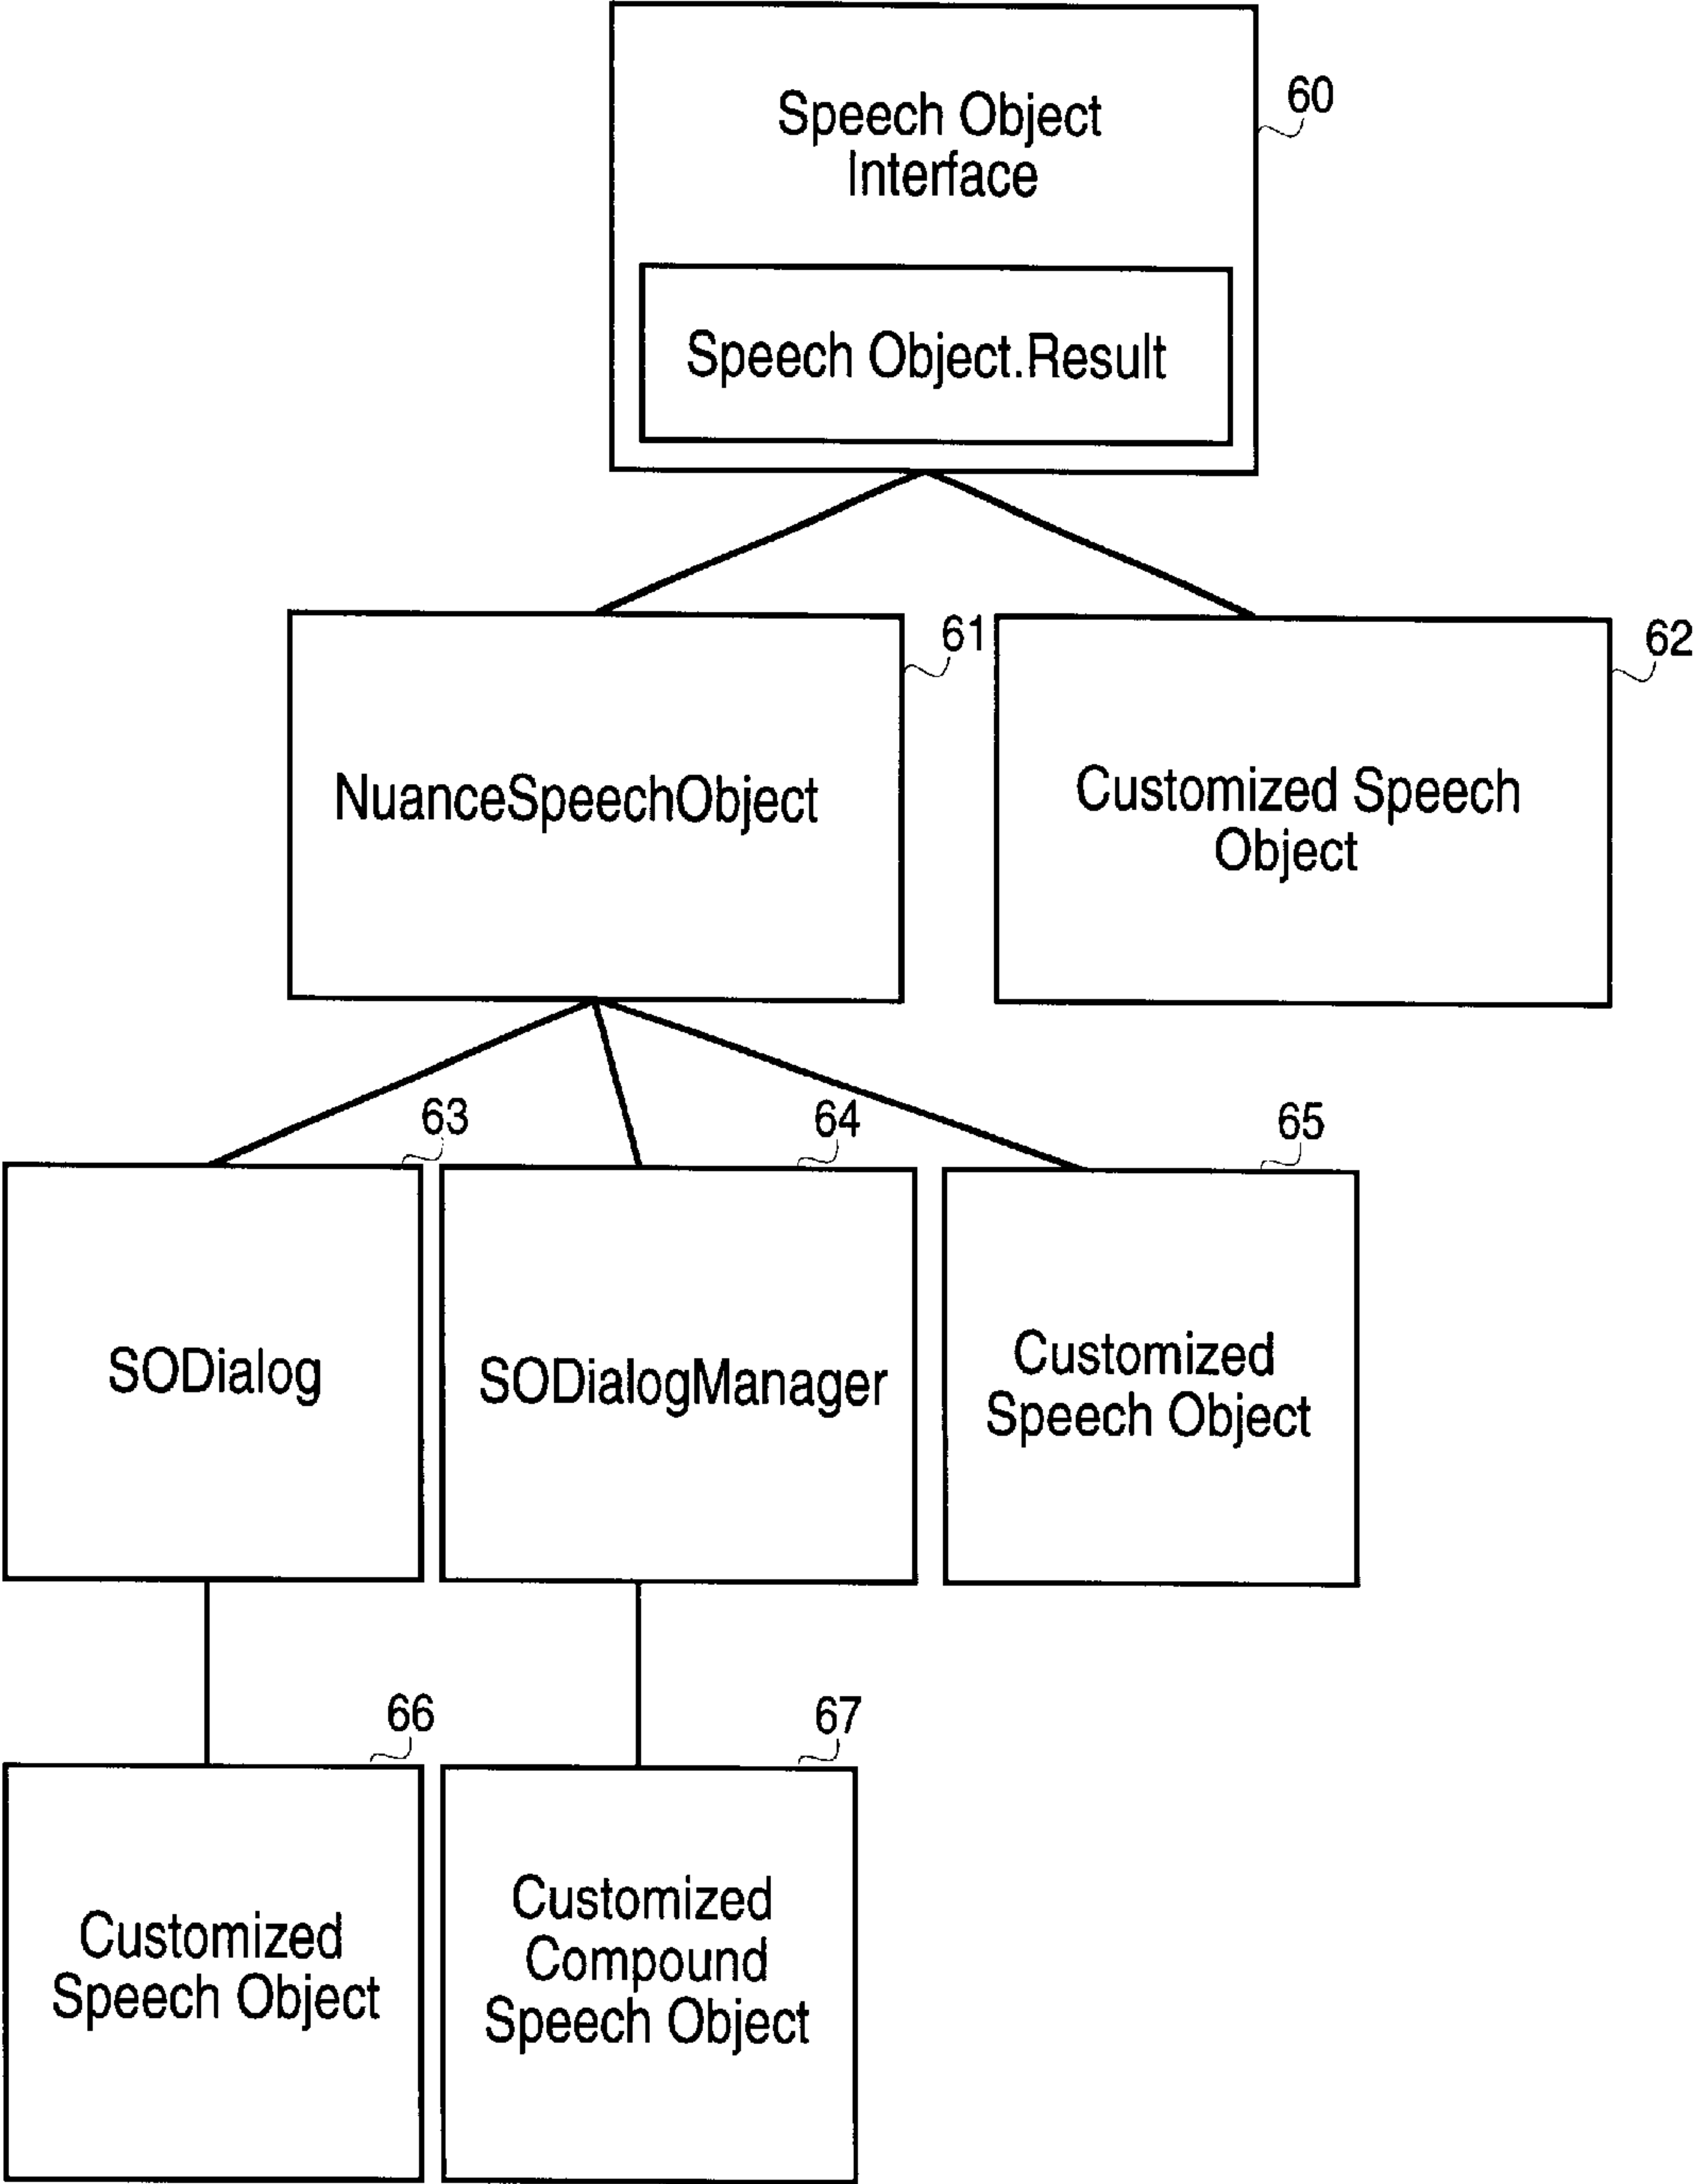 Speech Object
Interface
60
Speech Object.Result
61
62
NuanceSpeechObject
Customized Speech
Object
63
64
65
SODialog
SODialogManager
Customized
Speech Object
66
67
Customized
Speech Object
Customized
Compound
Speech Object